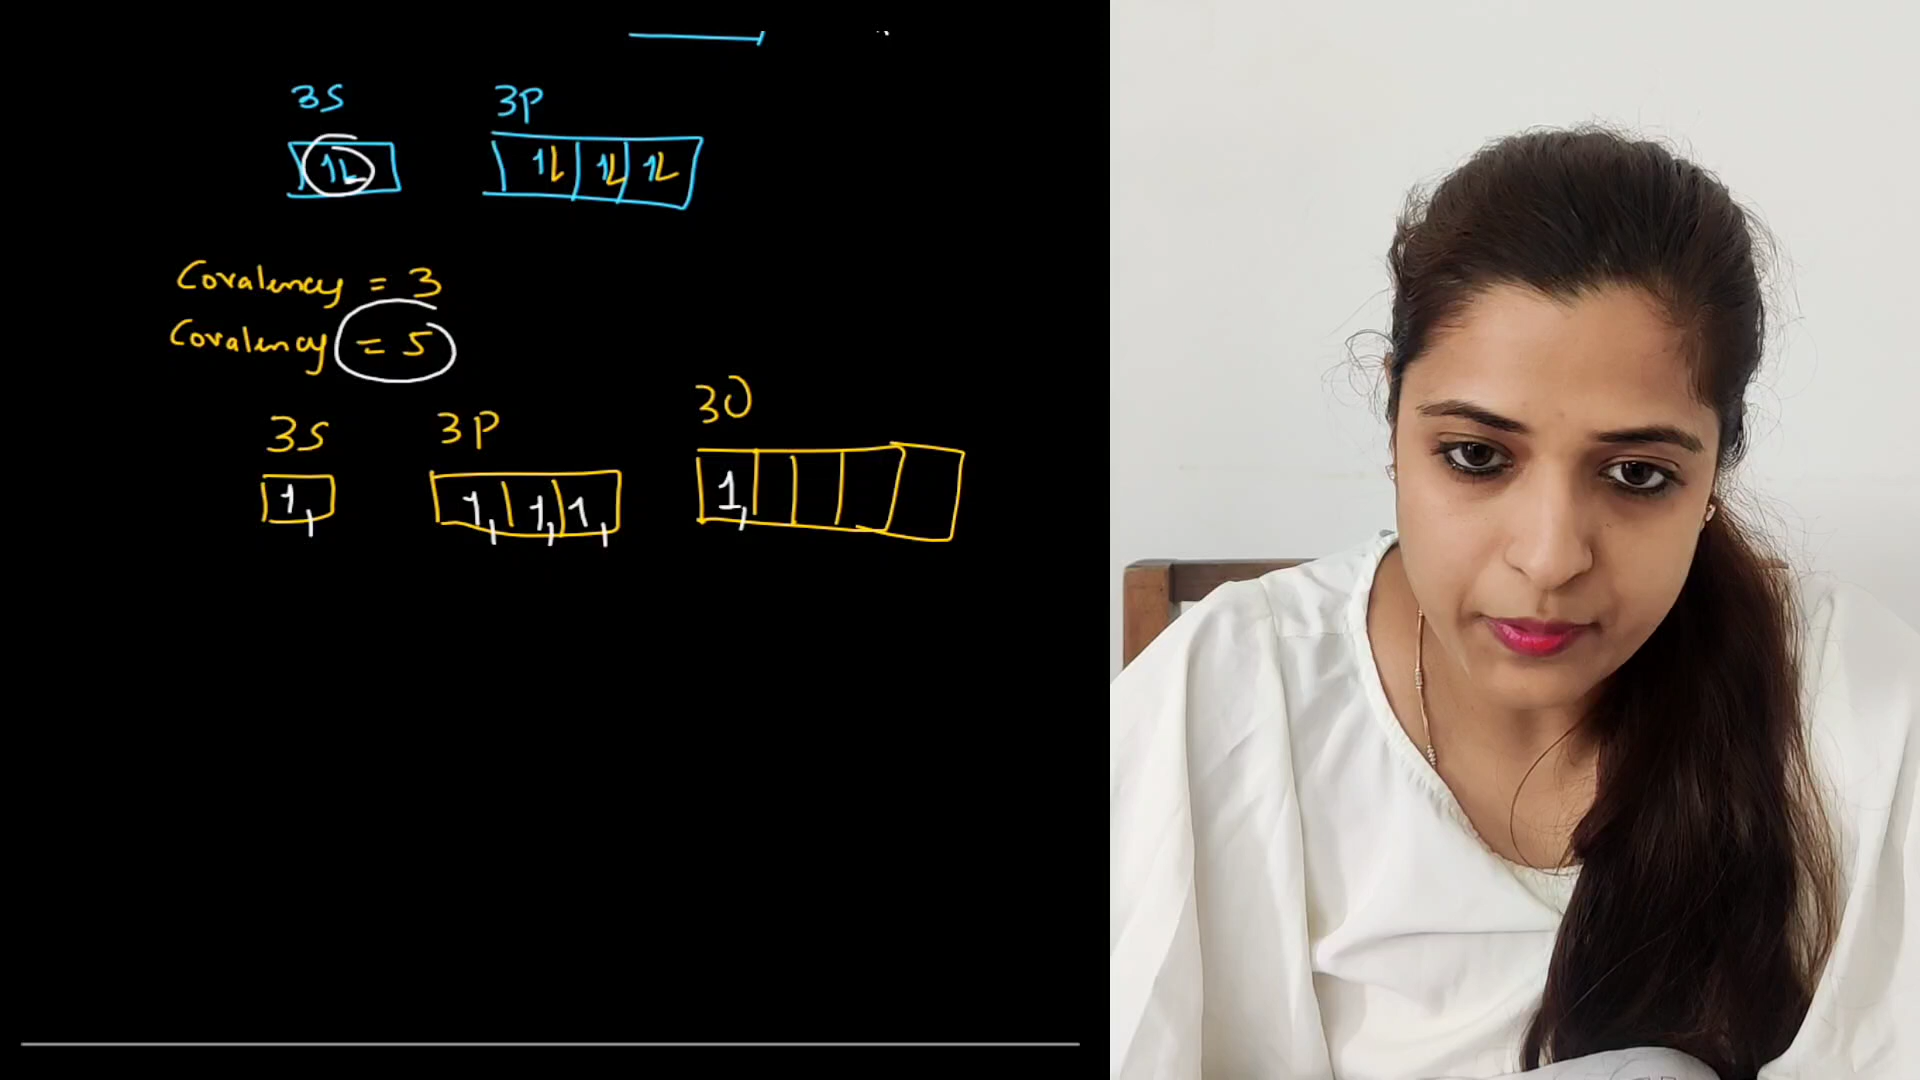 3s 3p
1L 1L 1L 1L
Covalency = 3
Covalency = 5
3s 3p 3D
1, 1, 1, 1, 1,